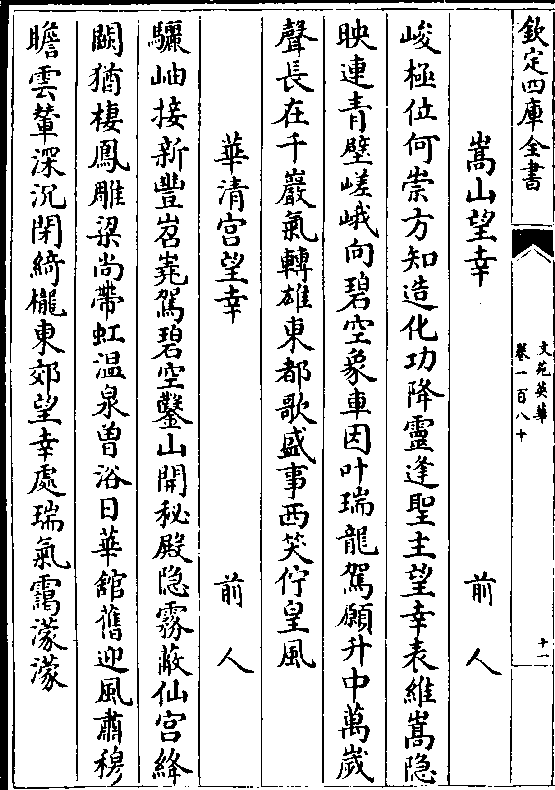 欽定四庫全書
文苑英華
卷一百八十
十一
嵩山望幸 前人
峻極位何崇方知造化功降靈逢聖主望幸表維嵩隐
映連青壁嵯峨向碧空象車因叶瑞龍駕願升中萬歲
聲長在千巖氣轉雄東都歌盛事西笑佇皇風
華清宫望幸 前人
驪岫接新豐岧嶤駕碧空鑿山開秘殿隐霧蔽仙宫絳
闕猶棲鳳雕梁尚帶虹温泉曽浴日華舘舊迎風肅穆
瞻雲輦深沉閉綺櫳東郊望幸處瑞氣靄濛濛